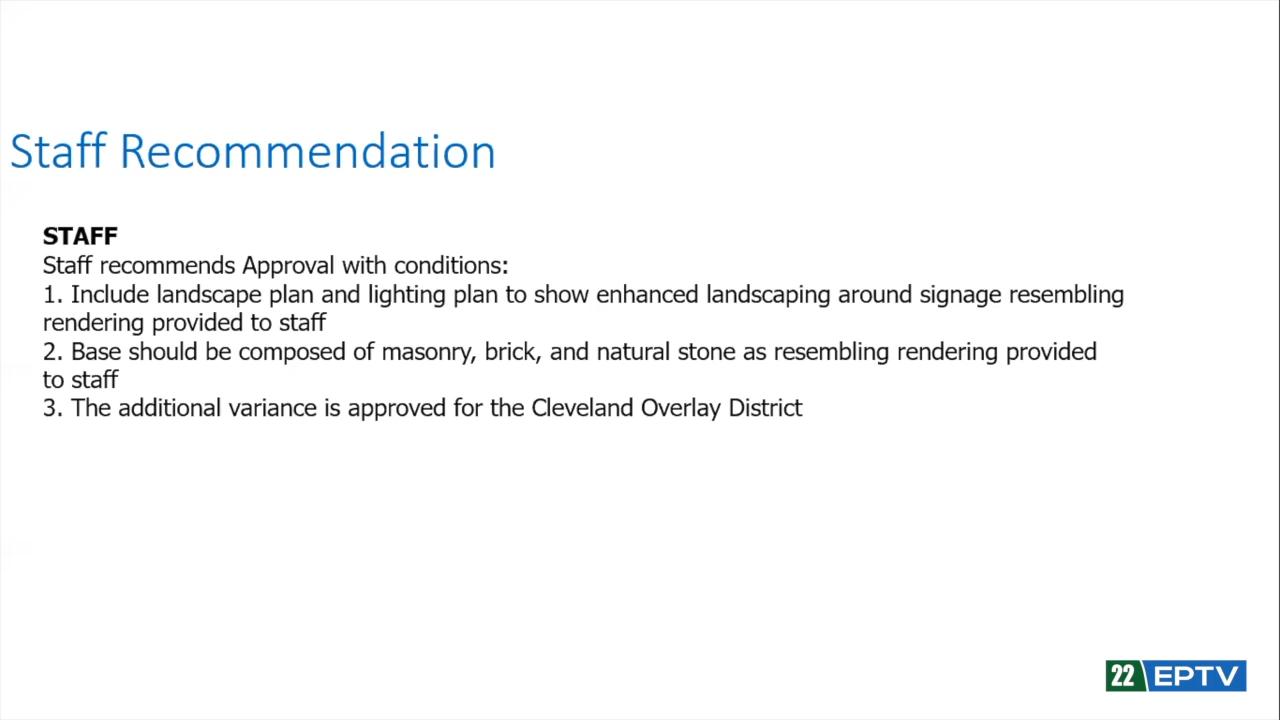 Staff Recommendation
STAFF
Staff recommends Approval with conditions:
1. Include landscape plan and lighting plan to show enhanced landscaping around signage resembling
rendering provided to staff
2. Base should be composed of masonry, brick, and natural stone as resembling rendering provided
to staff
3. The additional variance is approved for the Cleveland Overlay District
22 EPTV